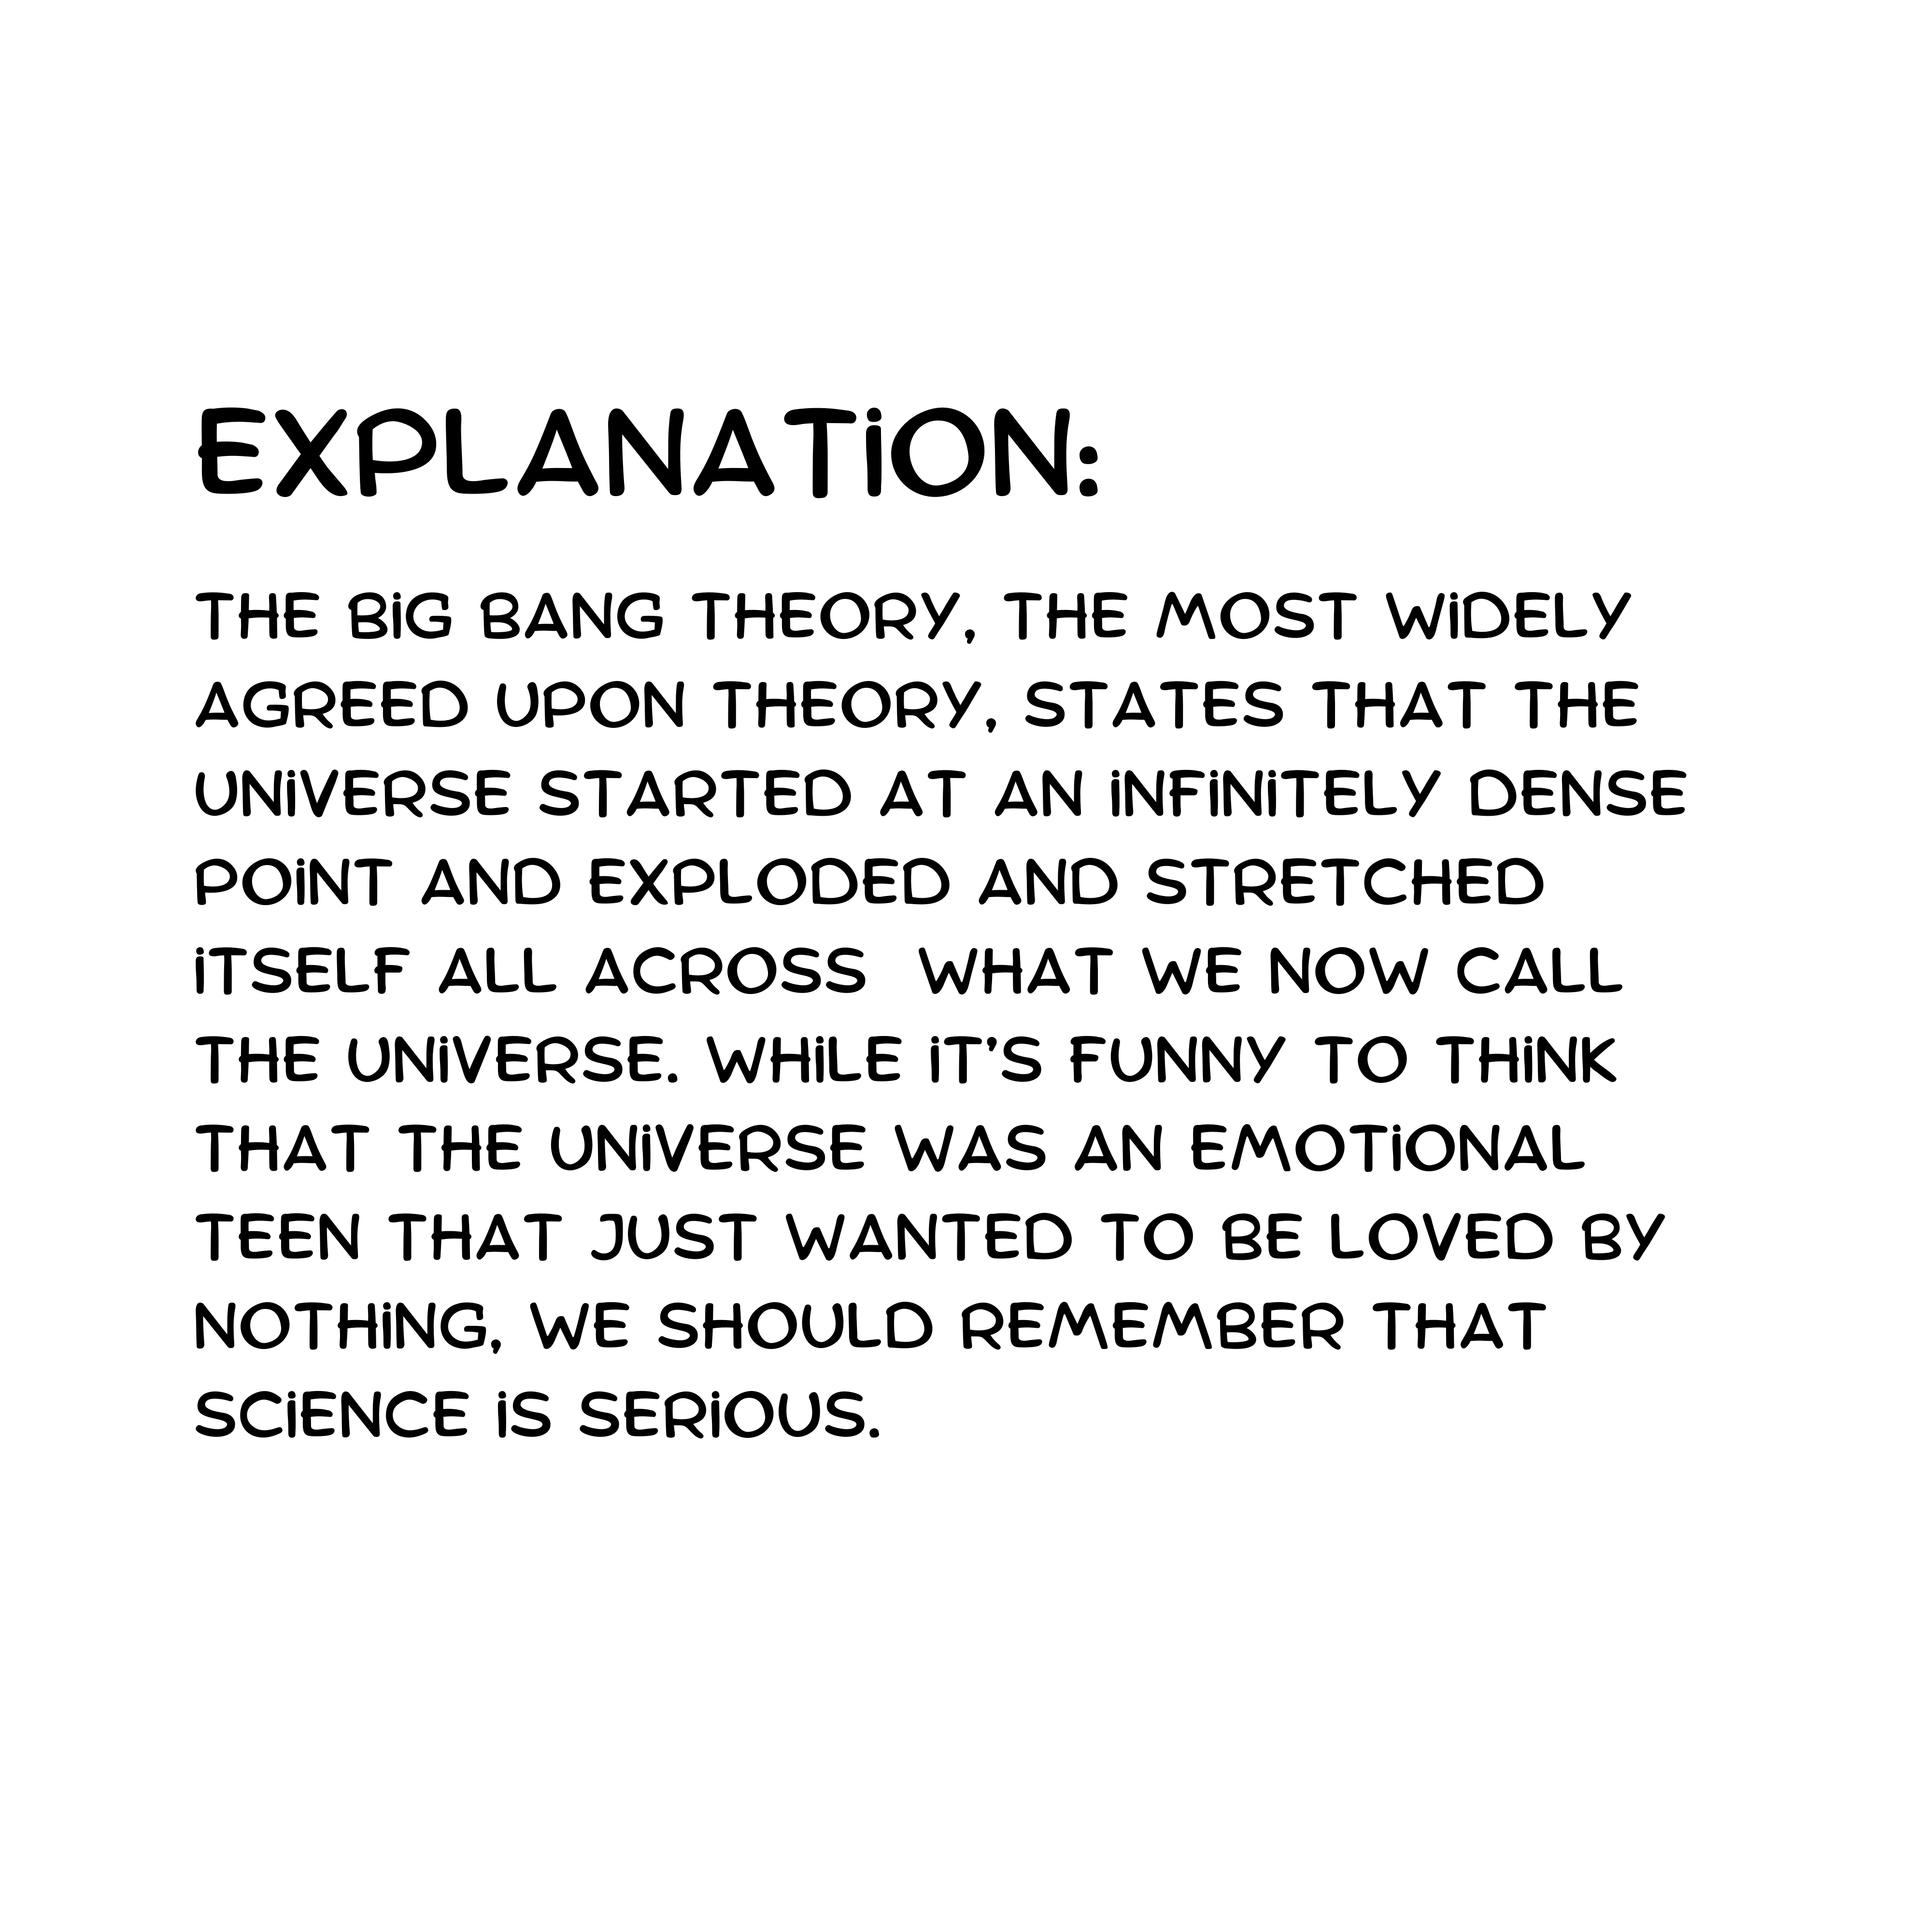 EXPLANATION:
THE BIG BANG THEORY, THE MOST WIDELY
AGREED UPON THEORY, STATES THAT THE
UNIVERSE STARTED AT AN INFINITELY DENSE
POINT AND EXPLODED AND STRETCHED
ITSELF ALL ACROSS WHAT WE NOW CALL
THE UNIVERSE. WHILE IT'S FUNNY TO THINK
THAT THE UNIVERSE WAS AN EMOTIONAL
TEEN THAT JUST WANTED TO BE LOVED BY
NOTHING, WE SHOULD REMEMBER THAT
SCIENCE IS SERIOUS.